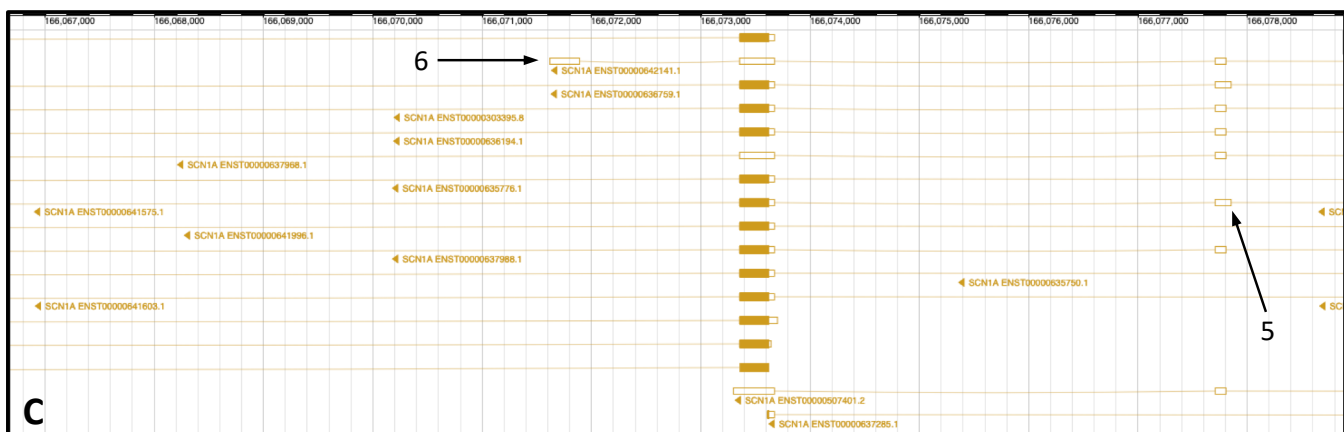 166,067,000 166,068,000 166,069,000 166,070,000 166,071,000 166,072,000 166,073,000 166,074,000 166,075,000 166,076,000 166,077,000 166,078,000
6
SCN1A ENST00000642141.1
SCN1A ENST00000636759.1
SCN1A ENST00000303395.8
SCN1A ENST00000636194.1
SCN1A ENST00000637968.1
SCN1A ENST00000635776.1
SCN1A ENST00000641575.1
SCN1A ENST00000641996.1
SCN1A ENST00000637988.1
SCN1A ENST00000635750.1
SCN1A ENST00000641603.1
5
C
SCN1A ENST00000507401.2
SCN1A ENST00000637285.1